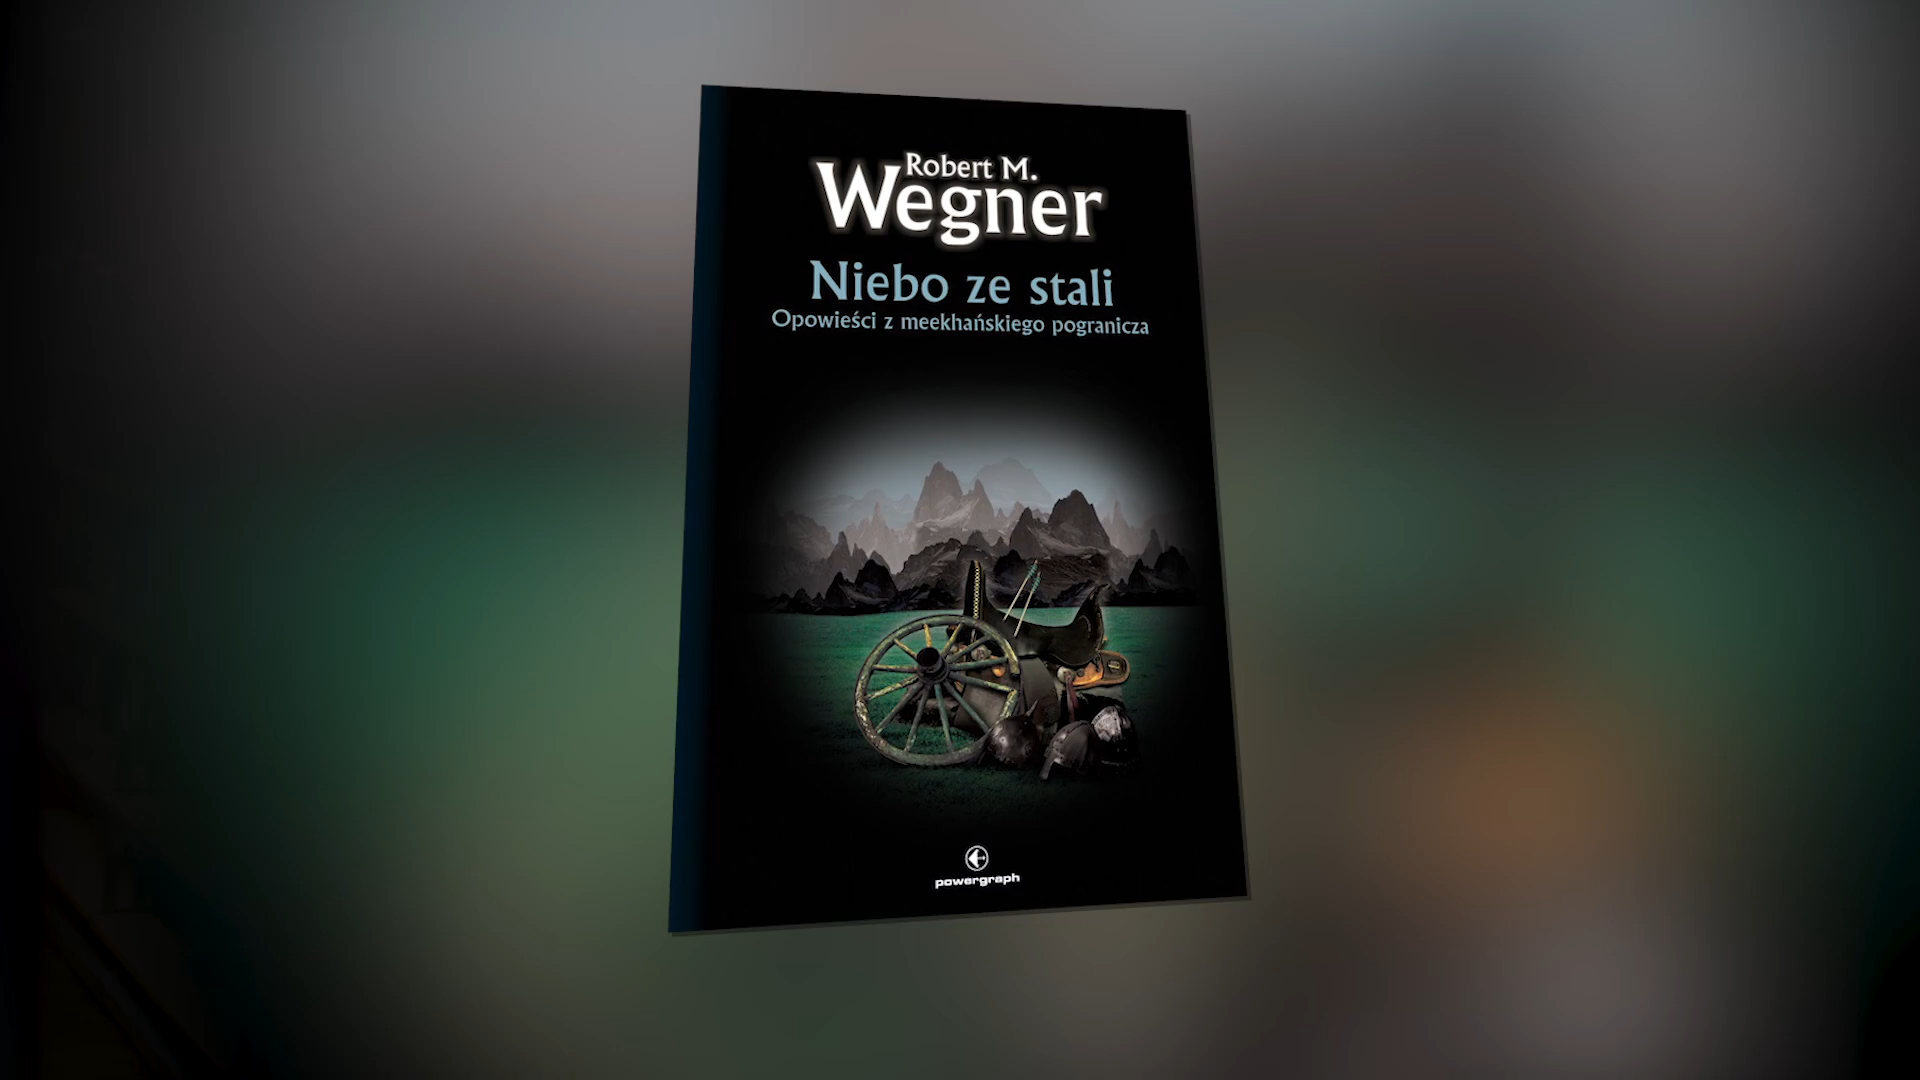 Robert M.
Wegner
Niebo ze stali
Opowieści z meekhańskiego pogranicza
powergraph